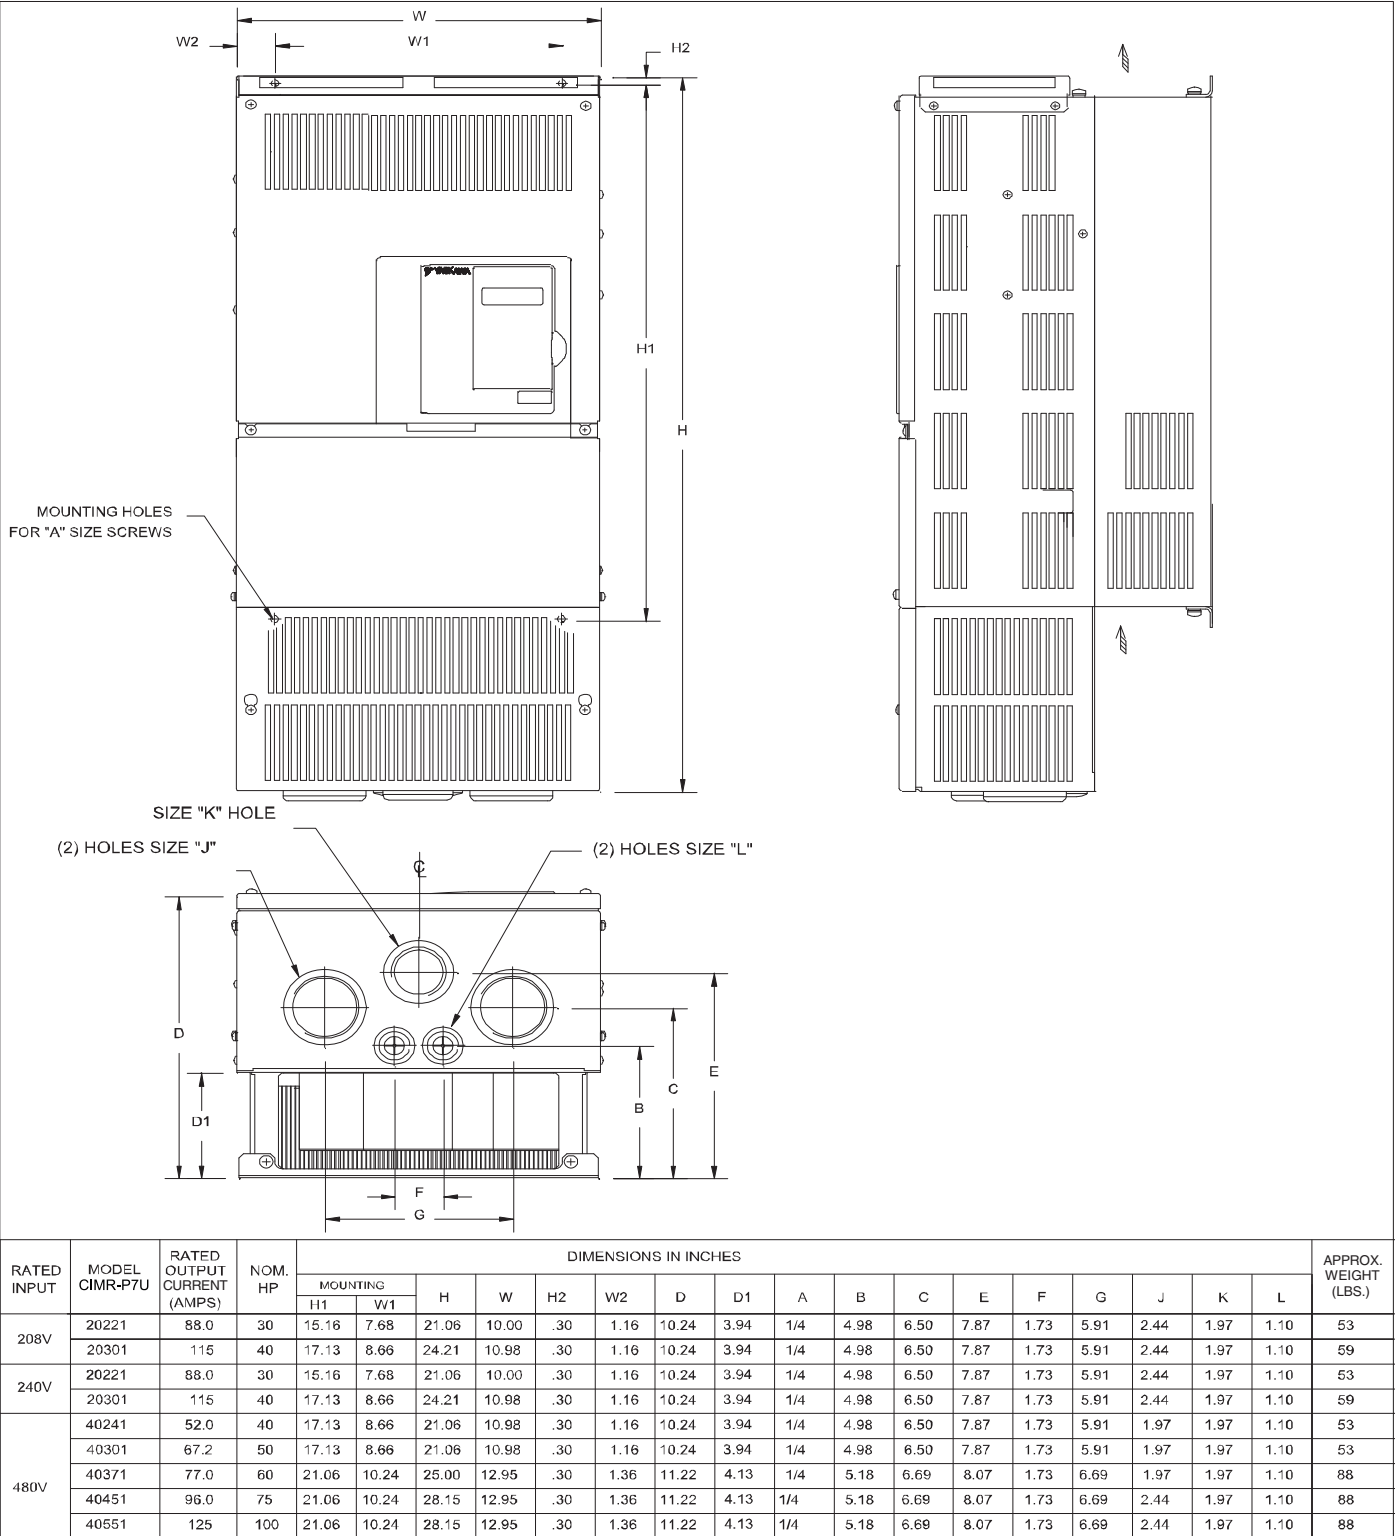 W
W2
W1
H2
H1
H
MOUNTING HOLES
FOR "A" SIZE SCREWS
SIZE "K" HOLE
(2) HOLES SIZE "J"
(2) HOLES SIZE "L"
D
D1
B
C
E
F
G
RATED INPUT MODEL CIMR-P7U RATED OUTPUT CURRENT (AMPS) NOM. HP DIMENSIONS IN INCHES APPROX. WEIGHT (LBS.)
MOUNTING H W H2 W2 D D1 A B C E F G J K L
H1 W1
208V
20221 88.0 30 15.16 7.68 21.06 10.00 .30 1.16 10.24 3.94 1/4 4.98 6.50 7.87 1.73 5.91 2.44 1.97 1.10 53
20301 115 40 17.13 8.66 24.21 10.98 .30 1.16 10.24 3.94 1/4 4.98 6.50 7.87 1.73 5.91 2.44 1.97 1.10 59
240V
20221 88.0 30 15.16 7.68 21.06 10.00 .30 1.16 10.24 3.94 1/4 4.98 6.50 7.87 1.73 5.91 2.44 1.97 1.10 53
20301 115 40 17.13 8.66 24.21 10.98 .30 1.16 10.24 3.94 1/4 4.98 6.50 7.87 1.73 5.91 2.44 1.97 1.10 59
480V
40241 52.0 40 17.13 8.66 21.06 10.98 .30 1.16 10.24 3.94 1/4 4.98 6.50 7.87 1.73 5.91 1.97 1.97 1.10 53
40301 67.2 50 17.13 8.66 21.06 10.98 .30 1.16 10.24 3.94 1/4 4.98 6.50 7.87 1.73 5.91 1.97 1.97 1.10 53
40371 77.0 60 21.06 10.24 25.00 12.95 .30 1.36 11.22 4.13 1/4 5.18 6.69 8.07 1.73 6.69 1.97 1.97 1.10 88
40451 96.0 75 21.06 10.24 28.15 12.95 .30 1.36 11.22 4.13 1/4 5.18 6.69 8.07 1.73 6.69 2.44 1.97 1.10 88
40551 125 100 21.06 10.24 28.15 12.95 .30 1.36 11.22 4.13 1/4 5.18 6.69 8.07 1.73 6.69 2.44 1.97 1.10 88